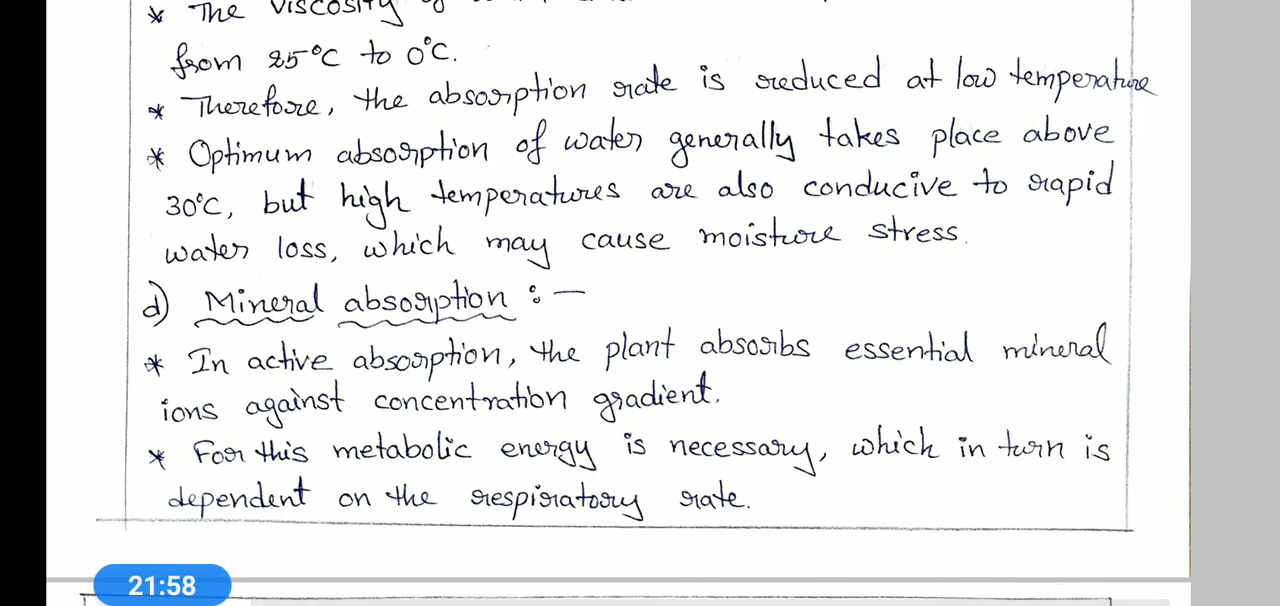 * The viscosity of
from 25°C to 0°C.
* Therefore, the absorption rate is reduced at low temperature
* Optimum absorption of water generally takes place above
30°C, but high temperatures are also conducive to rapid
water loss, which may cause moisture stress.
d) Mineral absorption :-
* In active absorption, the plant absorbs essential mineral
ions against concentration gradient.
* For this metabolic energy is necessary, which in turn is
dependent on the respiratory rate.
21:58